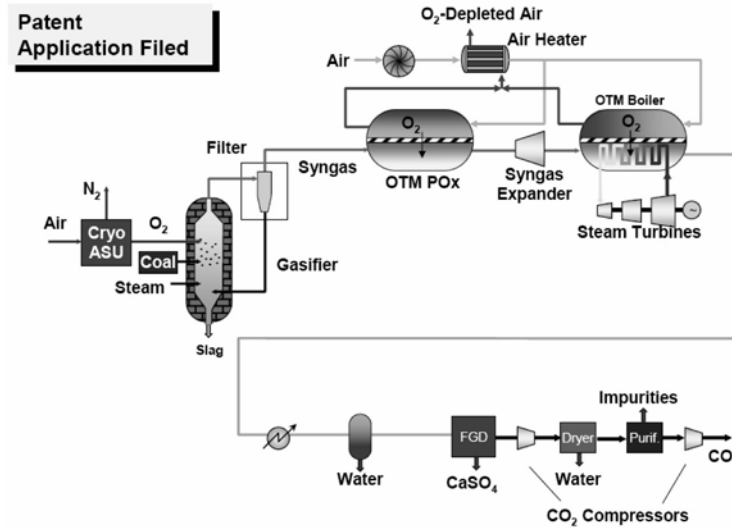 Patent
Application Filed
O₂-Depleted Air
Air Heater
Air
OTM Boiler
O₂
O₂
Filter
Syngas
OTM POx
Syngas
Expander
N₂
Air
O₂
Cryo
ASU
Coal
Gasifier
Steam
Steam Turbines
~
Slag
Impurities
FGD
Dryer
Purif.
CO
Water
CaSO₄
Water
CO₂ Compressors